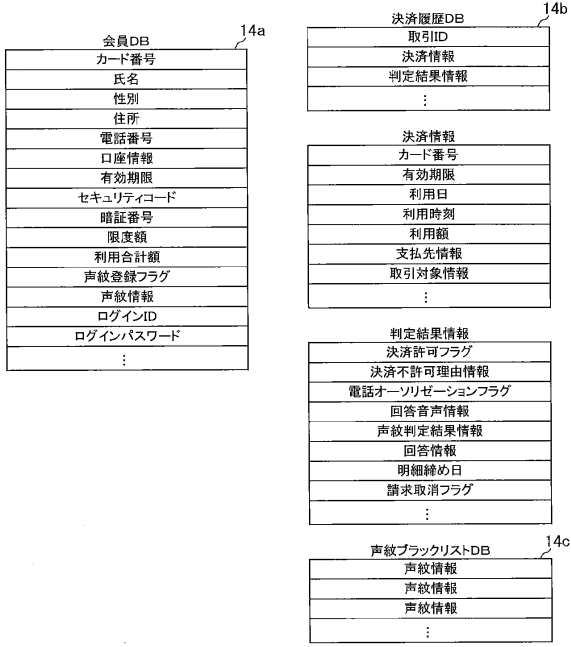 会員DB
14a
カード番号
氏名
性別
住所
電話番号
口座情報
有効期限
セキュリティコード
暗証番号
限度額
利用合計額
声紋登録フラグ
声紋情報
ログインID
ログインパスワード
⋮
決済履歴DB
14b
取引ID
決済情報
判定結果情報
⋮
決済情報
カード番号
有効期限
利用日
利用時刻
利用額
支払先情報
取引対象情報
⋮
判定結果情報
決済許可フラグ
決済不許可理由情報
電話オーソリゼーションフラグ
回答音声情報
声紋判定結果情報
回答情報
明細締め日
請求取消フラグ
⋮
声紋ブラックリストDB
14c
声紋情報
声紋情報
声紋情報
⋮